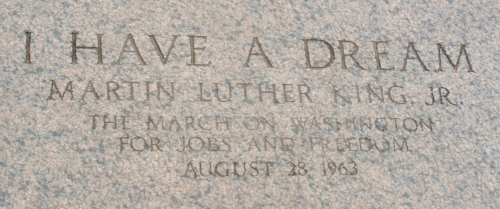 I HAVE A DREAM
MARTIN LUTHER KING, JR.
THE MARCH ON WASHINGTON
FOR JOBS AND FREEDOM
AUGUST 28, 1963